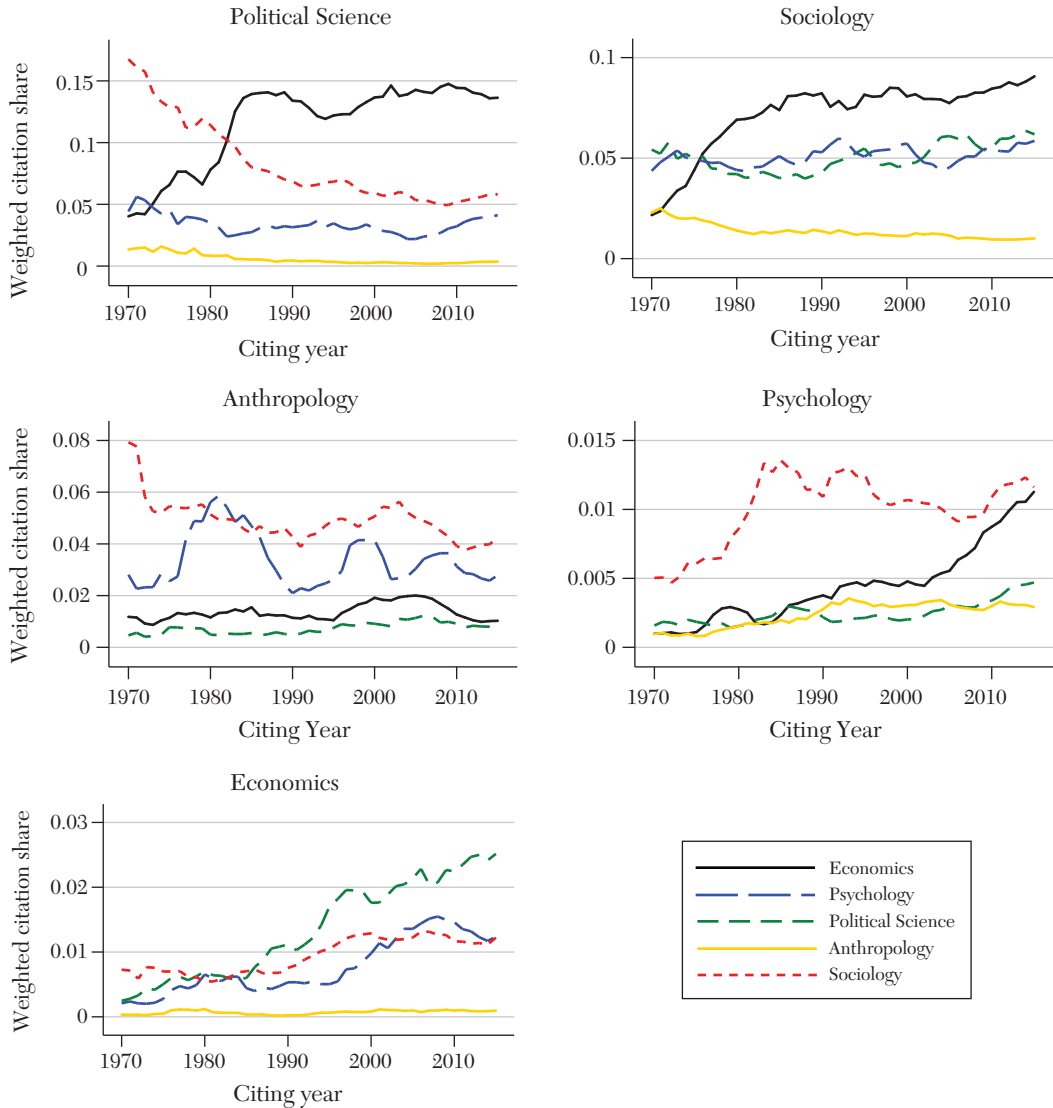 Political Science
Weighted citation share
0.15
0.1
0.05
0
1970 1980 1990 2000 2010
Citing year
Sociology
0.1
0.05
0
1970 1980 1990 2000 2010
Citing year
Anthropology
Weighted citation share
0.08
0.06
0.04
0.02
0
1970 1980 1990 2000 2010
Citing Year
Psychology
0.015
0.010
0.005
0
1970 1980 1990 2000 2010
Citing year
Economics
Weighted citation share
0.03
0.02
0.01
0
1970 1980 1990 2000 2010
Citing year
Economics
Psychology
Political Science
Anthropology
Sociology